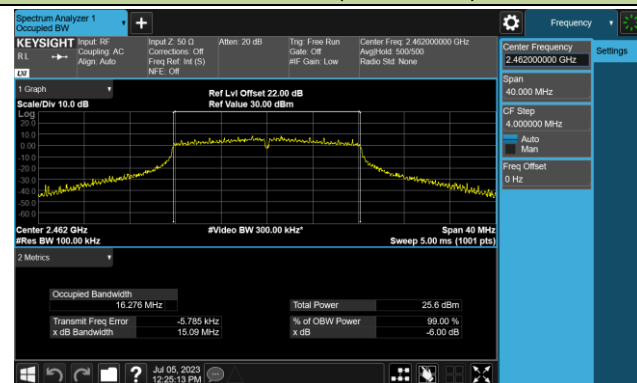 Spectrum Analyzer 1
Occupied BW
+
Frequency
KEYSIGHT Input: RF Input Z: 50 Ω Atten: 20 dB Trig: Free Run Center Freq: 2.462000000 GHz
RL Coupling: AC Corrections: Off Gate: Off Avg|Hold: 500/500
Align: Auto Freq Ref: Int (S) #IF Gain: Low Radio Std: None
LXI NFE: Off
Center Frequency
2.462000000 GHz
Settings
Span
40.000 MHz
CF Step
4.000000 MHz
Auto
Man
Freq Offset
0 Hz
1 Graph
Ref Lvl Offset 22.00 dB
Scale/Div 10.0 dB Ref Value 30.00 dBm
Log
20.0
10.0
0.00
-10.0
-20.0
-30.0
-40.0
-50.0
-60.0
Center 2.462 GHz #Video BW 300.00 kHz* Span 40 MHz
#Res BW 100.00 kHz Sweep 5.00 ms (1001 pts)
2 Metrics
Occupied Bandwidth
16.276 MHz Total Power 25.6 dBm
Transmit Freq Error -5.785 kHz % of OBW Power 99.00 %
x dB Bandwidth 15.09 MHz x dB -6.00 dB
? Jul 05, 2023
12:25:13 PM